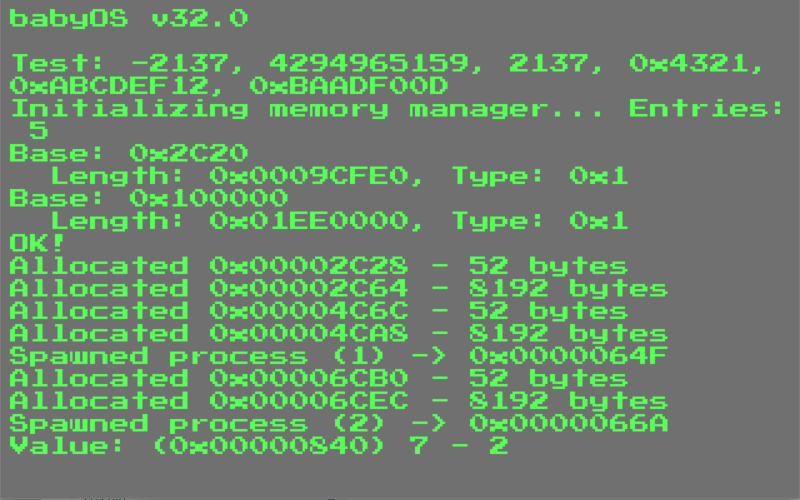 babyOS v32.0
Test: -2137, 4294965159, 2137, 0x4321,
0xABCDEF12, 0xBAADF00D
Initializing memory manager... Entries:
5
Base: 0x2C20
Length: 0x0009CFE0, Type: 0x1
Base: 0x100000
Length: 0x01EE0000, Type: 0x1
OK!
Allocated 0x00002C28 - 52 bytes
Allocated 0x00002C64 - 8192 bytes
Allocated 0x00004C6C - 52 bytes
Allocated 0x00004CA8 - 8192 bytes
Spawned process (1) -> 0x0000064F
Allocated 0x00006CB0 - 52 bytes
Allocated 0x00006CEC - 8192 bytes
Spawned process (2) -> 0x0000066A
Value: (0x00000840) 7 - 2